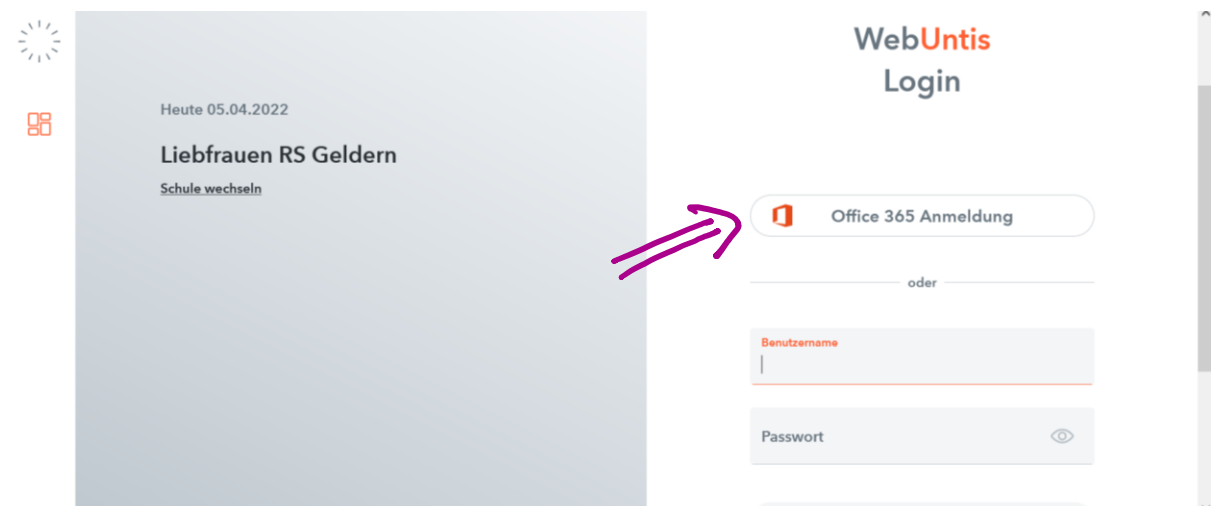 Heute 05.04.2022
Liebfrauen RS Geldern
Schule wechseln
WebUntis
Login
Office 365 Anmeldung
oder
Benutzername
Passwort